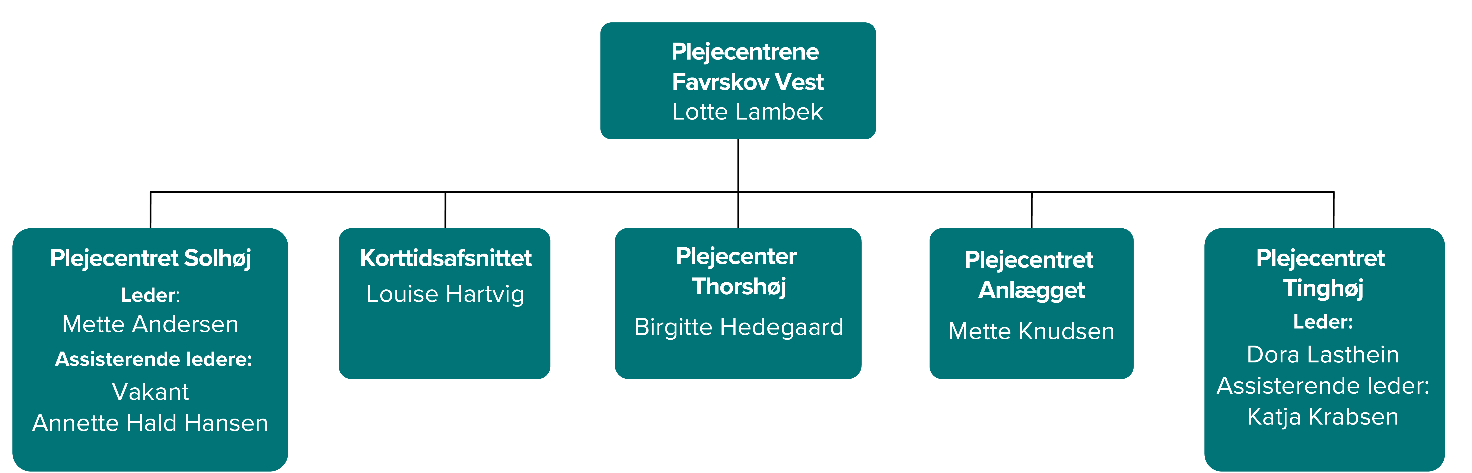 Plejecentrene
Favrskov Vest
Lotte Lambek
Plejecentret Solhøj
Leder:
Mette Andersen
Assisterende ledere:
Vakant
Annette Hald Hansen
Korttidsafsnittet
Louise Hartvig
Plejecenter
Thorshøj
Birgitte Hedegaard
Plejecentret
Anlægget
Mette Knudsen
Plejecentret
Tinghøj
Leder:
Dora Lasthein
Assisterende leder:
Katja Krabsen